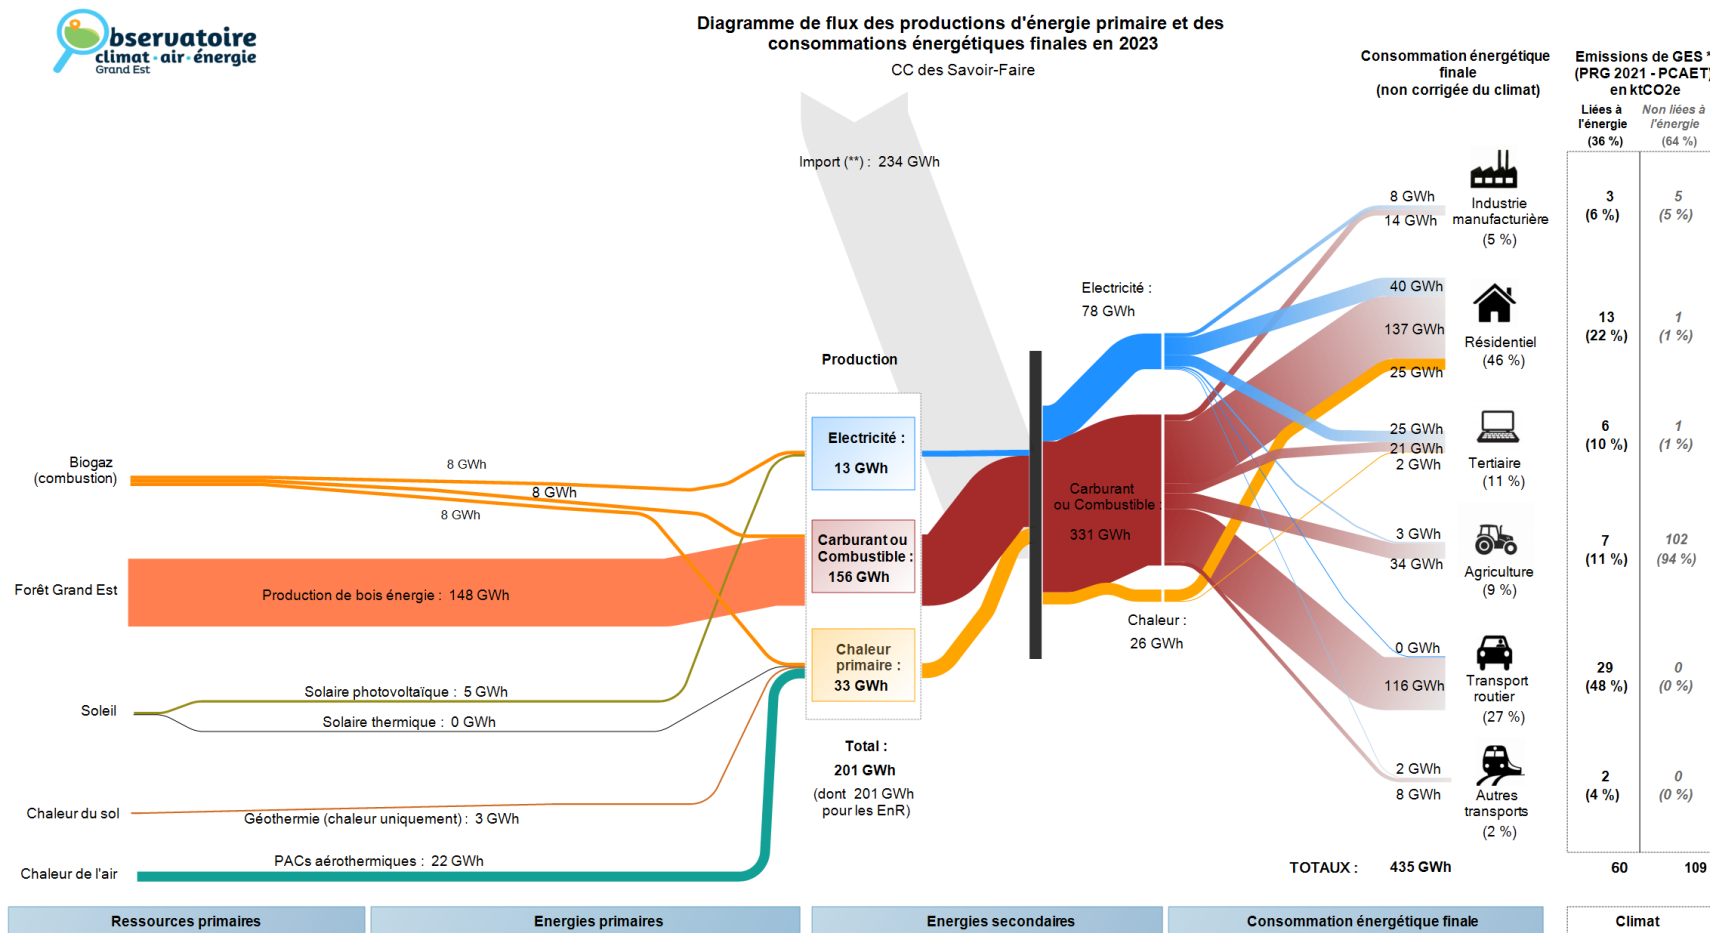 Observatoire
climat · air · énergie
Grand Est
Diagramme de flux des productions d'énergie primaire et des
consommations énergétiques finales en 2023
CC des Savoir-Faire
Consommation énergétique
finale
(non corrigée du climat)
Emissions de GES *
(PRG 2021 - PCAET)
en ktCO2e
Liées à
l'énergie
(36 %)
Non liées à
l'énergie
(64 %)
Import (**) : 234 GWh
8 GWh
14 GWh
Industrie
manufacturière
(5 %)
3
(6 %)
5
(5 %)
Electricité :
78 GWh
40 GWh
137 GWh
25 GWh
Résidentiel
(46 %)
13
(22 %)
1
(1 %)
Production
Electricité :
13 GWh
25 GWh
21 GWh
2 GWh
Tertiaire
(11 %)
6
(10 %)
1
(1 %)
Biogaz
(combustion)
8 GWh
8 GWh
8 GWh
Carburant
ou Combustible :
331 GWh
Carburant ou
Combustible :
156 GWh
3 GWh
34 GWh
Agriculture
(9 %)
7
(11 %)
102
(94 %)
Forêt Grand Est
Production de bois énergie : 148 GWh
Chaleur :
26 GWh
Chaleur
primaire :
33 GWh
0 GWh
116 GWh
Transport
routier
(27 %)
29
(48 %)
0
(0 %)
Soleil
Solaire photovoltaïque : 5 GWh
Solaire thermique : 0 GWh
Total :
201 GWh
(dont 201 GWh
pour les EnR)
2 GWh
8 GWh
Autres
transports
(2 %)
2
(4 %)
0
(0 %)
Chaleur du sol
Géothermie (chaleur uniquement) : 3 GWh
Chaleur de l'air
PACs aérothermiques : 22 GWh
TOTAUX : 435 GWh
60
109
Ressources primaires
Energies primaires
Energies secondaires
Consommation énergétique finale
Climat